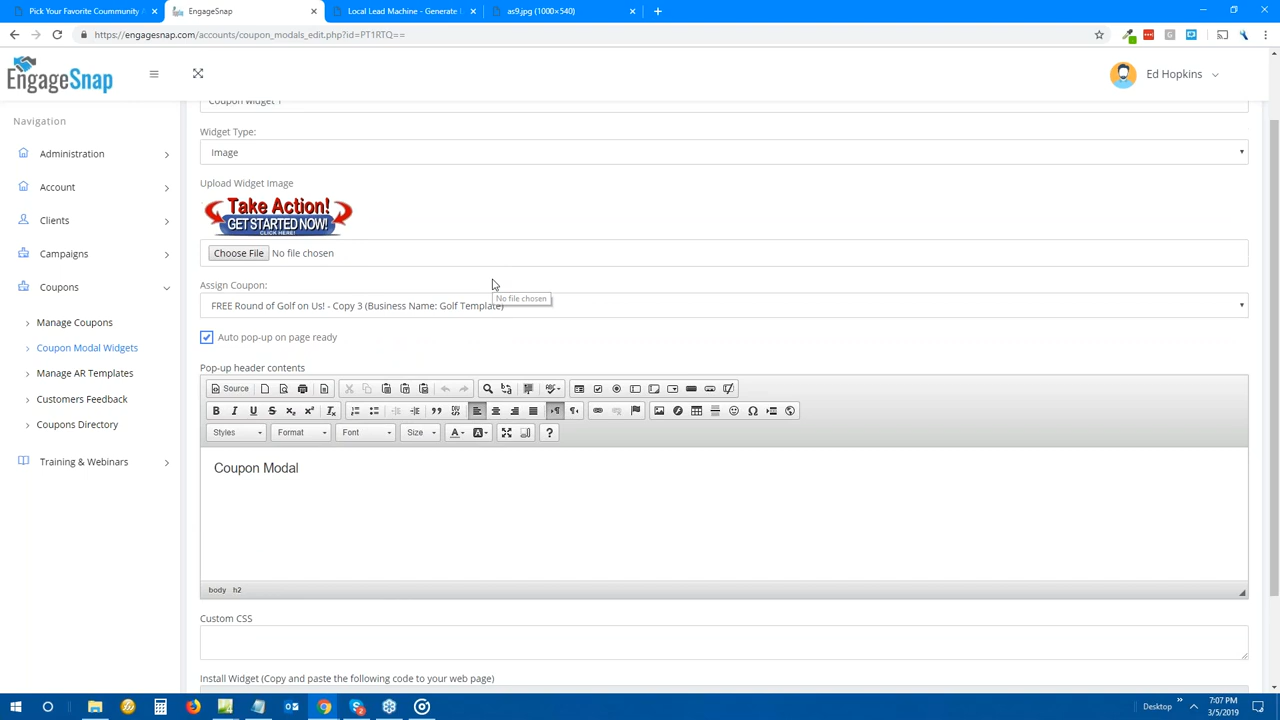 Pick Your Favorite Coummunity
EngageSnap
Local Lead Machine - Generate
as9.jpg (1000×540)
https://engagesnap.com/accounts/coupon_modals_edit.php?id=PT1RTQ==
EngageSnap
Ed Hopkins
Navigation
Administration
Account
Clients
Campaigns
Coupons
Manage Coupons
Coupon Modal Widgets
Manage AR Templates
Customers Feedback
Coupons Directory
Training & Webinars
Coupon widget 1
Widget Type:
Image
Upload Widget Image
Take Action!
GET STARTED NOW!
CLICK HERE!
Choose File No file chosen
No file chosen
Assign Coupon:
FREE Round of Golf on Us! - Copy 3 (Business Name: Golf Template)
Auto pop-up on page ready
Pop-up header contents
Source
Styles Format Font Size
Coupon Modal
body h2
Custom CSS
Install Widget (Copy and paste the following code to your web page)
Desktop
7:07 PM
3/5/2019